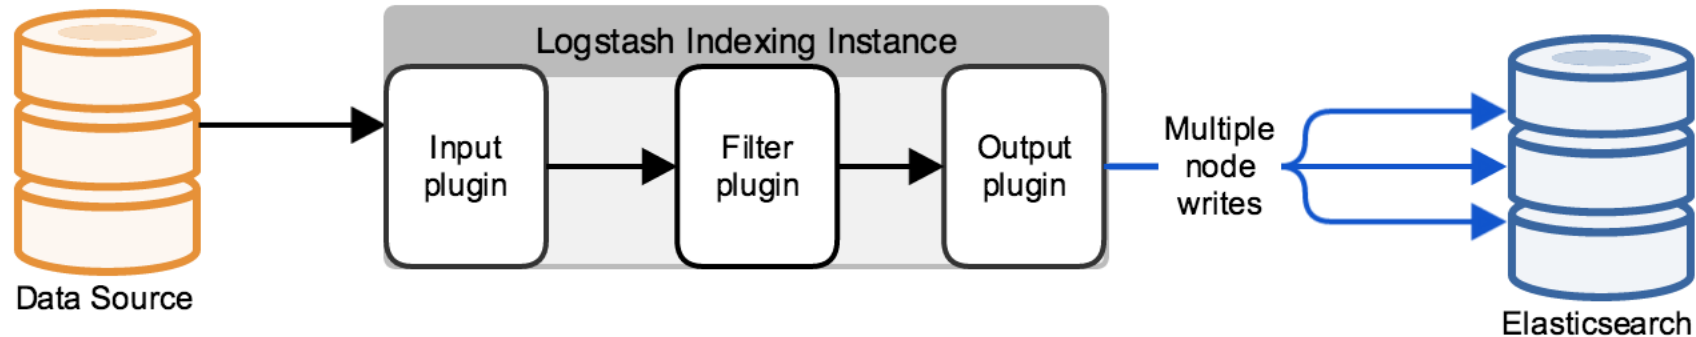 Logstash Indexing Instance
Input
plugin
Filter
plugin
Output
plugin
Multiple
node
writes
Data Source
Elasticsearch